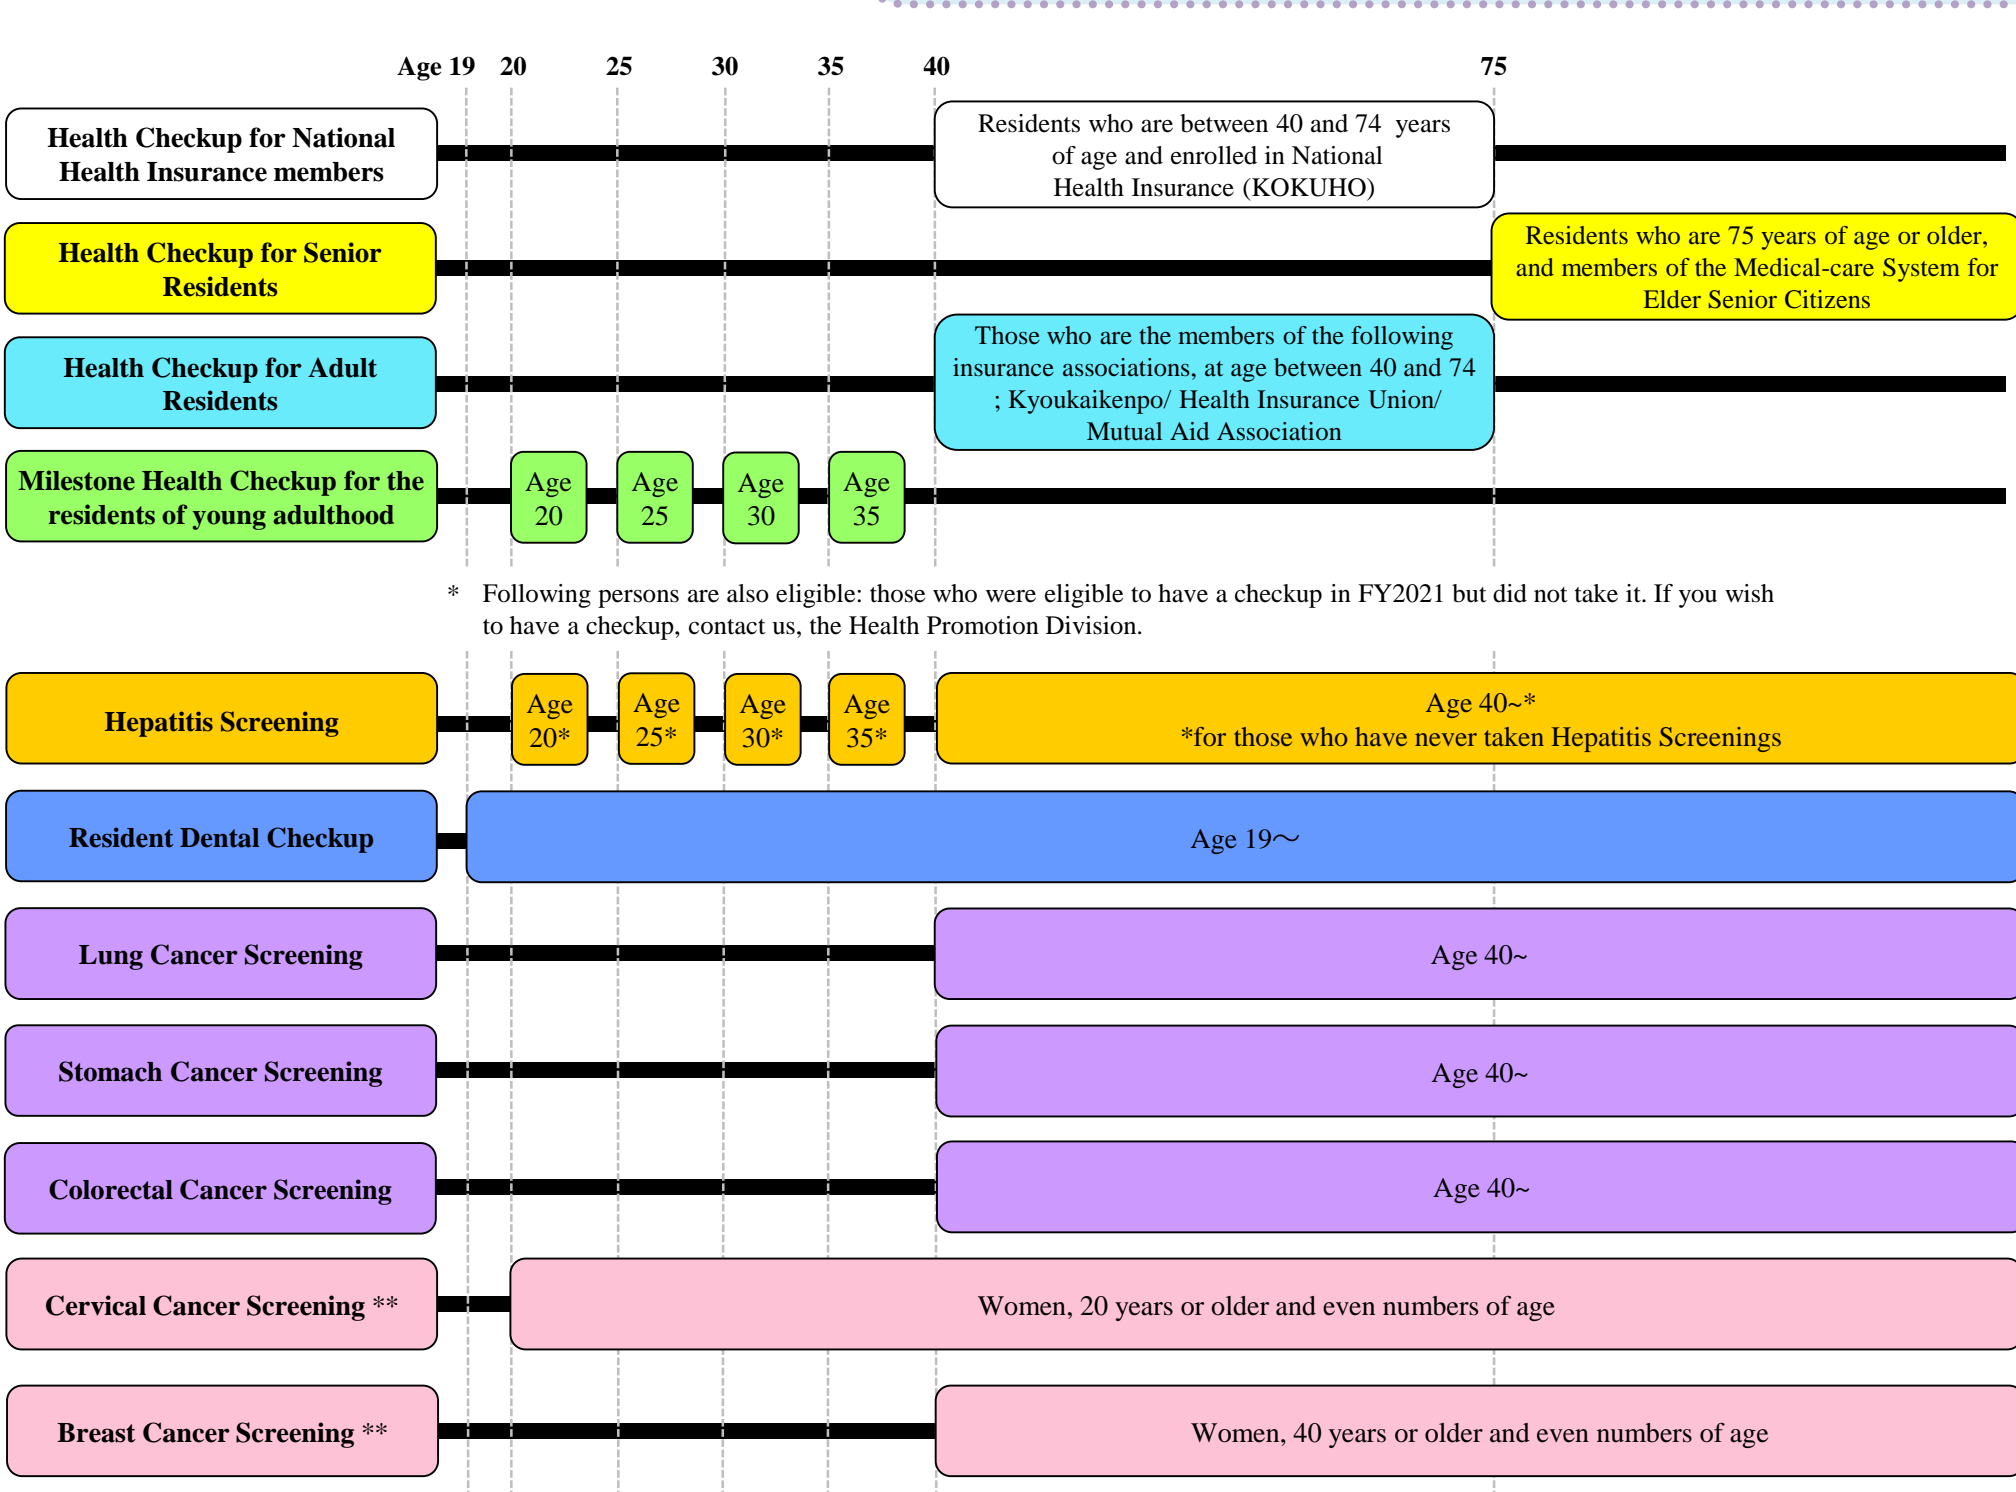 Age 19 20 25 30 35 40 75
Health Checkup for National
Health Insurance members
Residents who are between 40 and 74 years
of age and enrolled in National
Health Insurance (KOKUHO)
Health Checkup for Senior
Residents
Residents who are 75 years of age or older,
and members of the Medical-care System for
Elder Senior Citizens
Health Checkup for Adult
Residents
Those who are the members of the following
insurance associations, at age between 40 and 74
; Kyoukaikenpo/ Health Insurance Union/
Mutual Aid Association
Milestone Health Checkup for the
residents of young adulthood
Age
20
Age
25
Age
30
Age
35
* Following persons are also eligible: those who were eligible to have a checkup in FY2021 but did not take it. If you wish
to have a checkup, contact us, the Health Promotion Division.
Hepatitis Screening
Age
20*
Age
25*
Age
30*
Age
35*
Age 40~*
*for those who have never taken Hepatitis Screenings
Resident Dental Checkup
Age 19～
Lung Cancer Screening
Age 40~
Stomach Cancer Screening
Age 40~
Colorectal Cancer Screening
Age 40~
Cervical Cancer Screening **
Women, 20 years or older and even numbers of age
Breast Cancer Screening **
Women, 40 years or older and even numbers of age